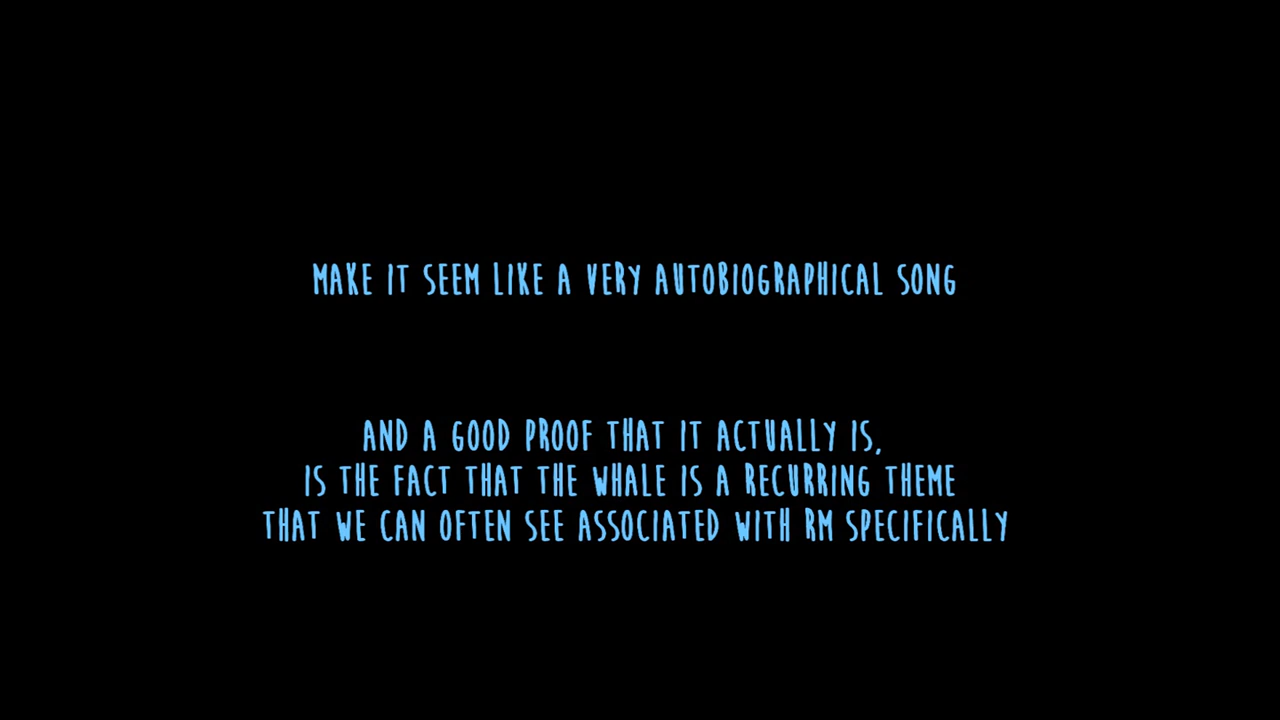 MAKE IT SEEM LIKE A VERY AUTOBIOGRAPHICAL SONG
AND A GOOD PROOF THAT IT ACTUALLY IS,
IS THE FACT THAT THE WHALE IS A RECURRING THEME
THAT WE CAN OFTEN SEE ASSOCIATED WITH RM SPECIFICALLY